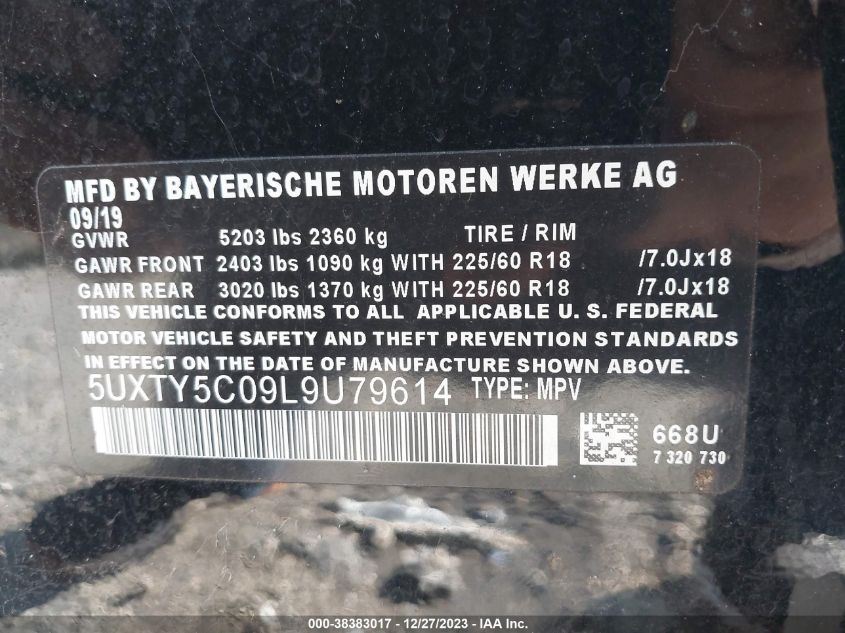 MFD BY BAYERISCHE MOTOREN WERKE AG
09/19
GVWR 5203 lbs 2360 kg TIRE / RIM
GAWR FRONT 2403 lbs 1090 kg WITH 225/60 R18 /7.0Jx18
GAWR REAR 3020 lbs 1370 kg WITH 225/60 R18 /7.0Jx18
THIS VEHICLE CONFORMS TO ALL APPLICABLE U. S. FEDERAL
MOTOR VEHICLE SAFETY AND THEFT PREVENTION STANDARDS
IN EFFECT ON THE DATE OF MANUFACTURE SHOWN ABOVE.
5UXTY5C09L9U79614 TYPE: MPV
668U
7 320 730
000-38383017 - 12/27/2023 - IAA Inc.